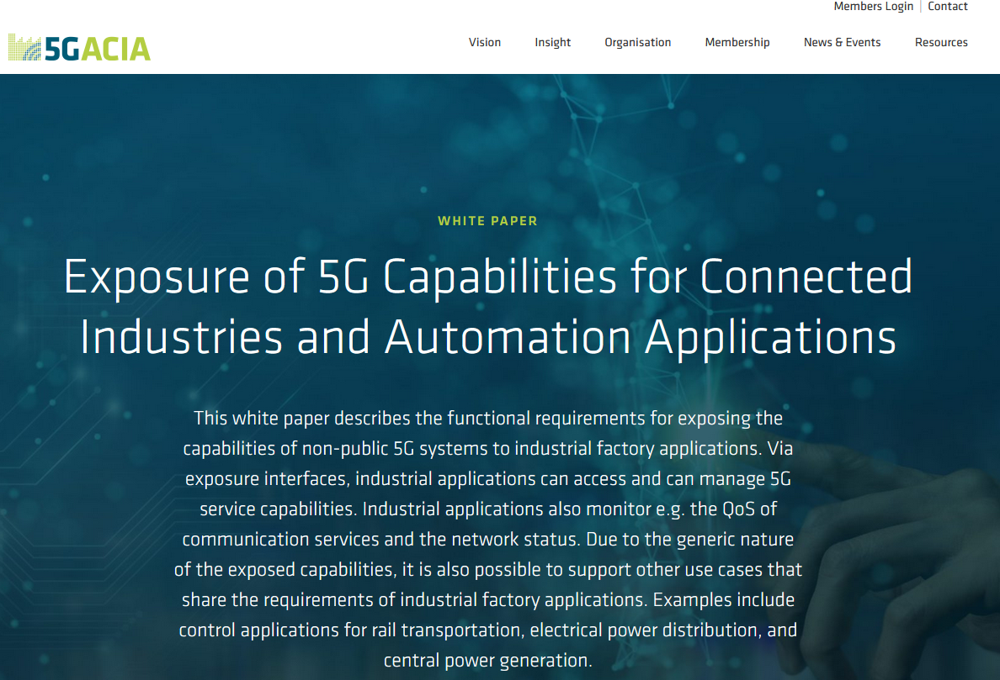 Members Login | Contact
5GACIA
Vision Insight Organisation Membership News & Events Resources
WHITE PAPER
Exposure of 5G Capabilities for Connected
Industries and Automation Applications
This white paper describes the functional requirements for exposing the
capabilities of non-public 5G systems to industrial factory applications. Via
exposure interfaces, industrial applications can access and can manage 5G
service capabilities. Industrial applications also monitor e.g. the QoS of
communication services and the network status. Due to the generic nature
of the exposed capabilities, it is also possible to support other use cases that
share the requirements of industrial factory applications. Examples include
control applications for rail transportation, electrical power distribution, and
central power generation.